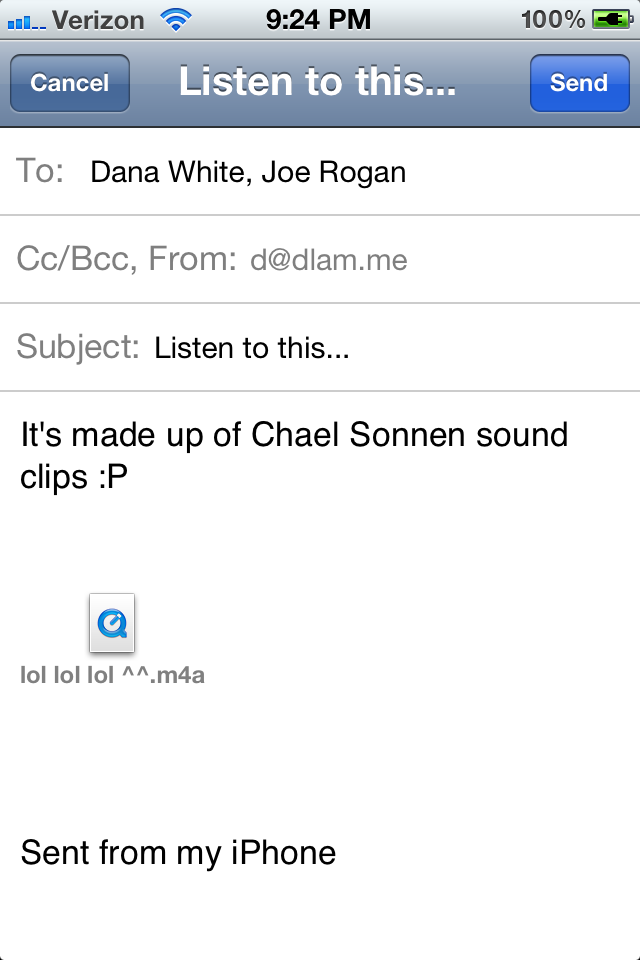 Verizon 9:24 PM 100%
Cancel Listen to this... Send
To: Dana White, Joe Rogan
Cc/Bcc, From: d@dlam.me
Subject: Listen to this...
It's made up of Chael Sonnen sound
clips :P
lol lol lol ^^.m4a
Sent from my iPhone